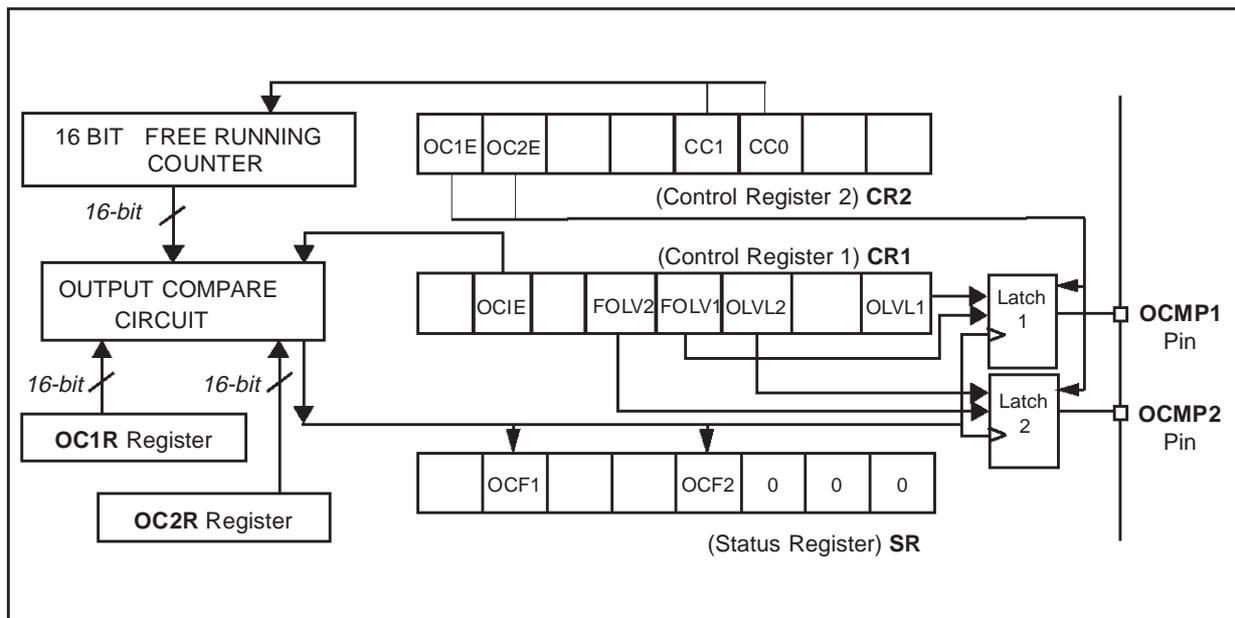 16 BIT FREE RUNNING
COUNTER
OC1E OC2E CC1 CC0
(Control Register 2) CR2
16-bit
(Control Register 1) CR1
OUTPUT COMPARE
CIRCUIT
OCIE FOLV2 FOLV1 OLVL2 OLVL1
Latch
1
OCMP1
Pin
16-bit 16-bit
Latch
2
OCMP2
Pin
OC1R Register
OCF1 OCF2 0 0 0
OC2R Register
(Status Register) SR